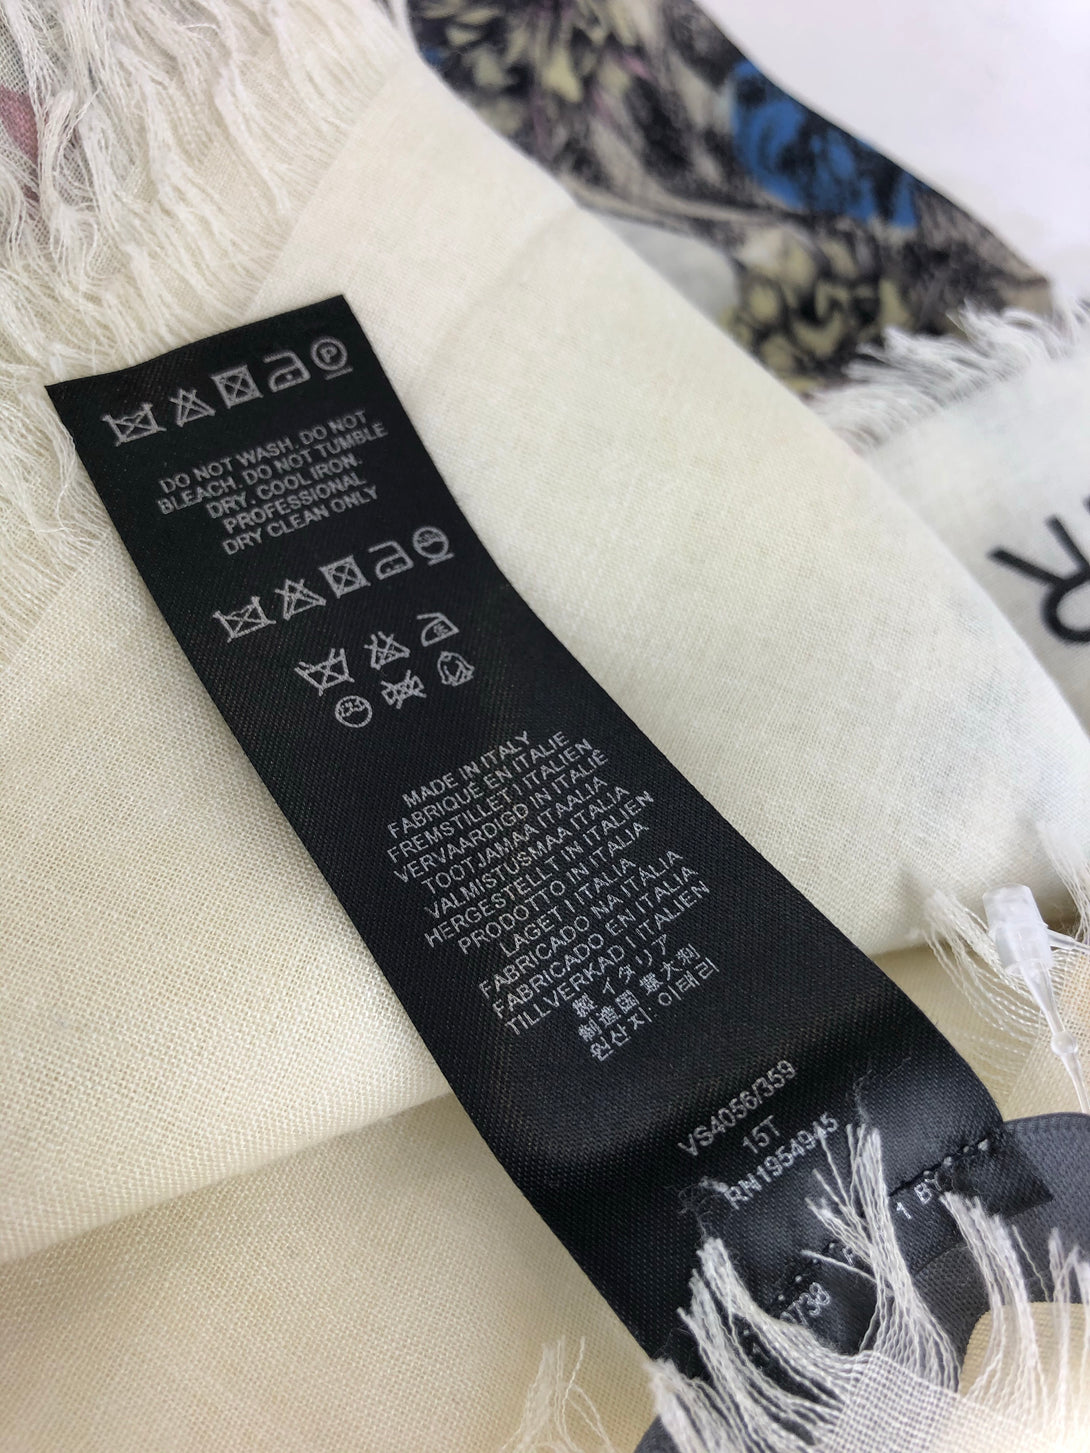 P
DO NOT WASH. DO NOT
BLEACH. DO NOT TUMBLE
DRY. COOL IRON.
PROFESSIONAL
DRY CLEAN ONLY
MADE IN ITALY
FABRIQUÉ EN ITALIE
FREMSTILLET I ITALIEN
VERVAARDIGD IN ITALIË
TOOTJAMAA ITAALIA
VALMISTUSMAA ITALIA
HERGESTELLT IN ITALIEN
PRODOTTO IN ITALIA
LAGET I ITALIA
FABRICADO NA ITÁLIA
FABRICADO EN ITALIA
TILLVERKAD I ITALIEN
製 イタリア
制造国 意大利
원산지: 이태리
VS4056/359
15T
RN1954945
1
R